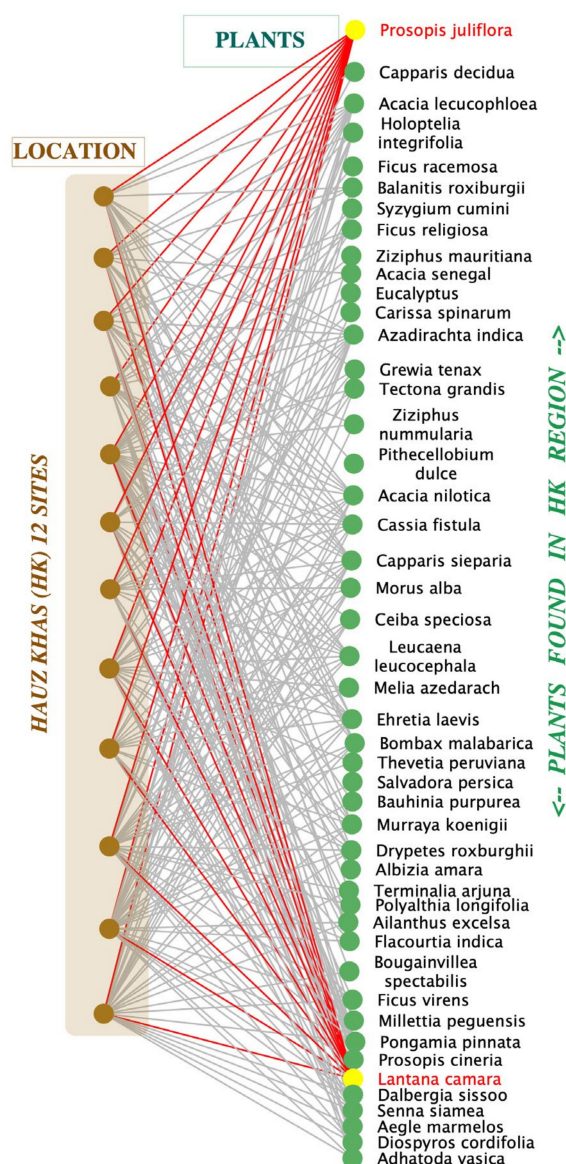 PLANTS
Prosopis juliflora
Capparis decidua
Acacia lecucophloea
Holoptelia
integrifolia
LOCATION
Ficus racemosa
Balanitis roxiburgii
Syzygium cumini
Ficus religiosa
Ziziphus mauritiana
Acacia senegal
Eucalyptus
Carissa spinarum
Azadirachta indica
Grewia tenax
Tectona grandis
Ziziphus
nummularia
Pithecellobium
dulce
Acacia nilotica
Cassia fistula
Capparis sieparia
Morus alba
Ceiba speciosa
Leucaena
leucocephala
Melia azedarach
Ehretia laevis
Bombax malabarica
Thevetia peruviana
Salvadora persica
Bauhinia purpurea
Murraya koenigii
Drypetes roxburghii
Albizia amara
Terminalia arjuna
Polyalthia longifolia
Ailanthus excelsa
Flacourtia indica
Bougainvillea
spectabilis
Ficus virens
Millettia peguensis
Pongamia pinnata
Prosopis cineria
Lantana camara
Dalbergia sissoo
Senna siamea
Aegle marmelos
Diospyros cordifolia
Adhatoda vasica
HAUZ KHAS (HK) 12 SITES
<-- PLANTS FOUND IN HK REGION -->